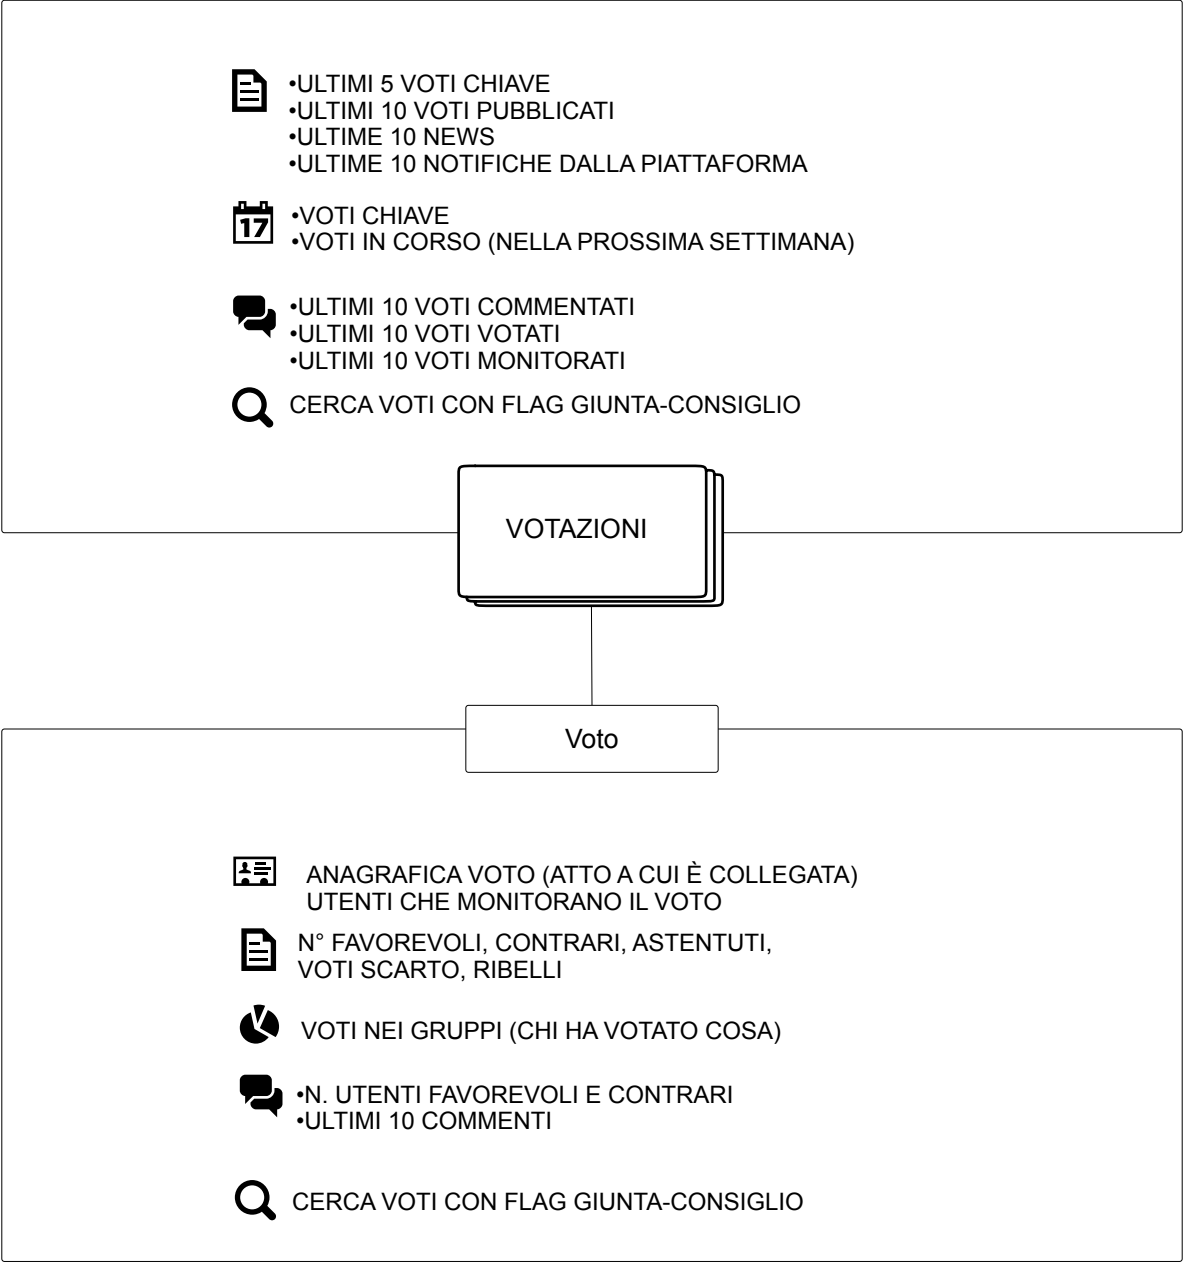 •ULTIMI 5 VOTI CHIAVE
•ULTIMI 10 VOTI PUBBLICATI
•ULTIME 10 NEWS
•ULTIME 10 NOTIFICHE DALLA PIATTAFORMA
17
•VOTI CHIAVE
•VOTI IN CORSO (NELLA PROSSIMA SETTIMANA)
•ULTIMI 10 VOTI COMMENTATI
•ULTIMI 10 VOTI VOTATI
•ULTIMI 10 VOTI MONITORATI
CERCA VOTI CON FLAG GIUNTA-CONSIGLIO
VOTAZIONI
Voto
ANAGRAFICA VOTO (ATTO A CUI È COLLEGATA)
UTENTI CHE MONITORANO IL VOTO
N° FAVOREVOLI, CONTRARI, ASTENTUTI,
VOTI SCARTO, RIBELLI
VOTI NEI GRUPPI (CHI HA VOTATO COSA)
•N. UTENTI FAVOREVOLI E CONTRARI
•ULTIMI 10 COMMENTI
CERCA VOTI CON FLAG GIUNTA-CONSIGLIO